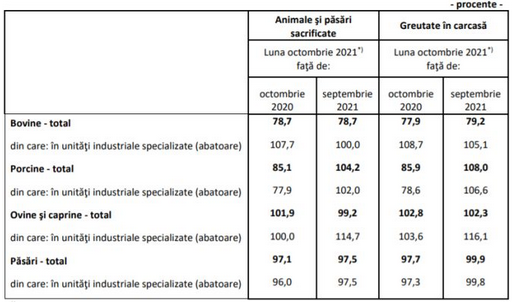 - procente -
Animale şi păsări sacrificate
Greutate în carcasă
Luna octombrie 2021*) faţă de:
Luna octombrie 2021*) faţă de:
octombrie 2020
septembrie 2021
octombrie 2020
septembrie 2021
Bovine - total 78,7 78,7 77,9 79,2
din care: în unităţi industriale specializate (abatoare) 107,7 100,0 108,7 105,1
Porcine - total 85,1 104,2 85,9 108,0
din care: în unităţi industriale specializate (abatoare) 77,9 102,0 78,6 106,6
Ovine şi caprine - total 101,9 99,2 102,8 102,3
din care: în unităţi industriale specializate (abatoare) 100,0 114,7 103,6 116,1
Păsări - total 97,1 97,5 97,7 99,9
din care: în unităţi industriale specializate (abatoare) 96,0 97,5 97,3 99,8